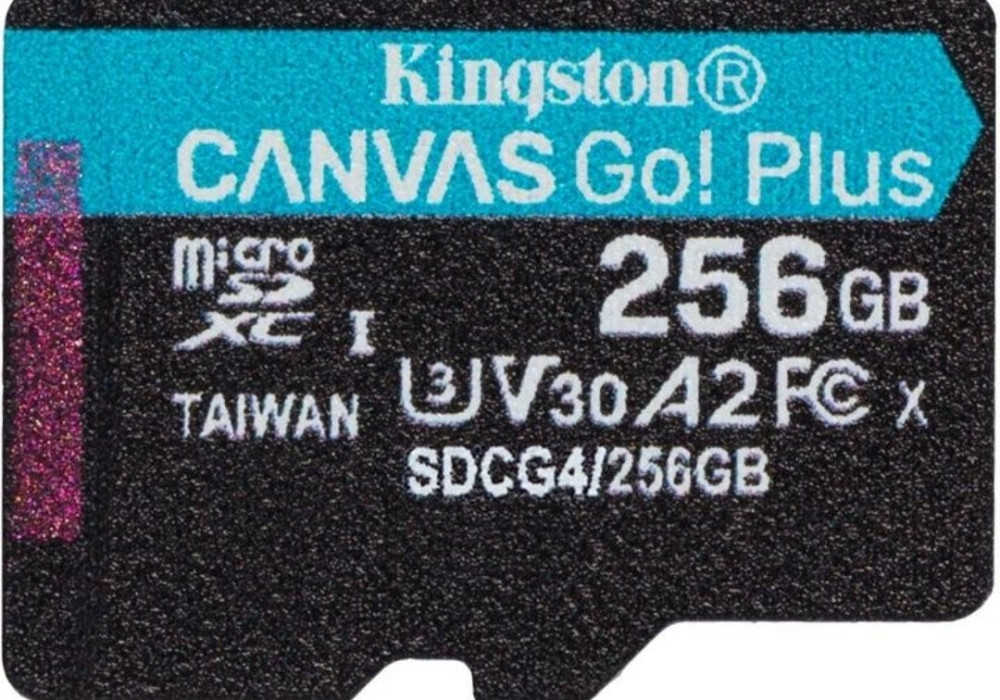 Kingston®
CANVAS Go! Plus
micro SD XC I
256GB
U3 V30 A2 FC X
TAIWAN
SDCG4/256GB